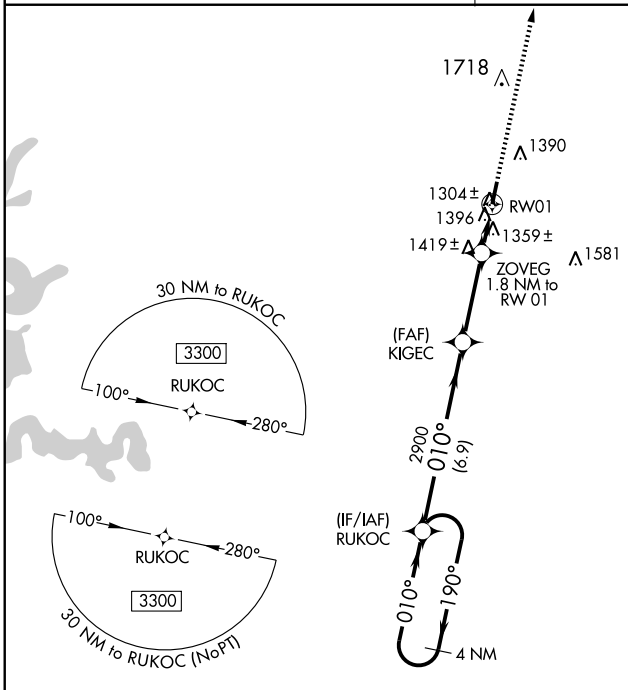 1718
1390
1304±
RW01
1396
1359±
1419±
1581
ZOVEG
1.8 NM to
RW 01
30 NM to RUKOC
3300
RUKOC
100°
280°
(FAF)
KIGEC
2900
010°
(6.9)
(IF/IAF)
RUKOC
100°
280°
RUKOC
3300
30 NM to RUKOC (NoPT)
010°
190°
4 NM